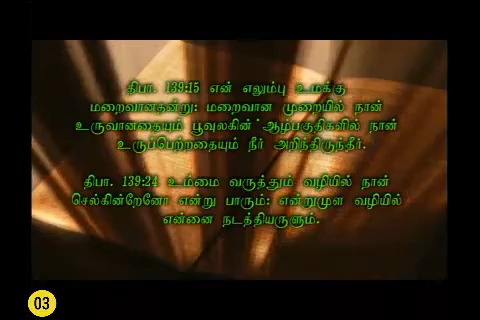 திபா. 139:15 என் எலும்பு உமக்கு
மறைவானதன்று: மறைவான முறையில் நான்
உருவானதையும் பூவுலகின் ஆழ்பகுதிகளில் நான்
உருப்பெற்றதையும் நீர் அறிந்திருந்தீர்.
திபா. 139:24 உம்மை வருத்தும் வழியில் நான்
செல்கின்றேனோ என்று பாரும்: என்றுமுள வழியில்
என்னை நடத்தியருளும்.
03